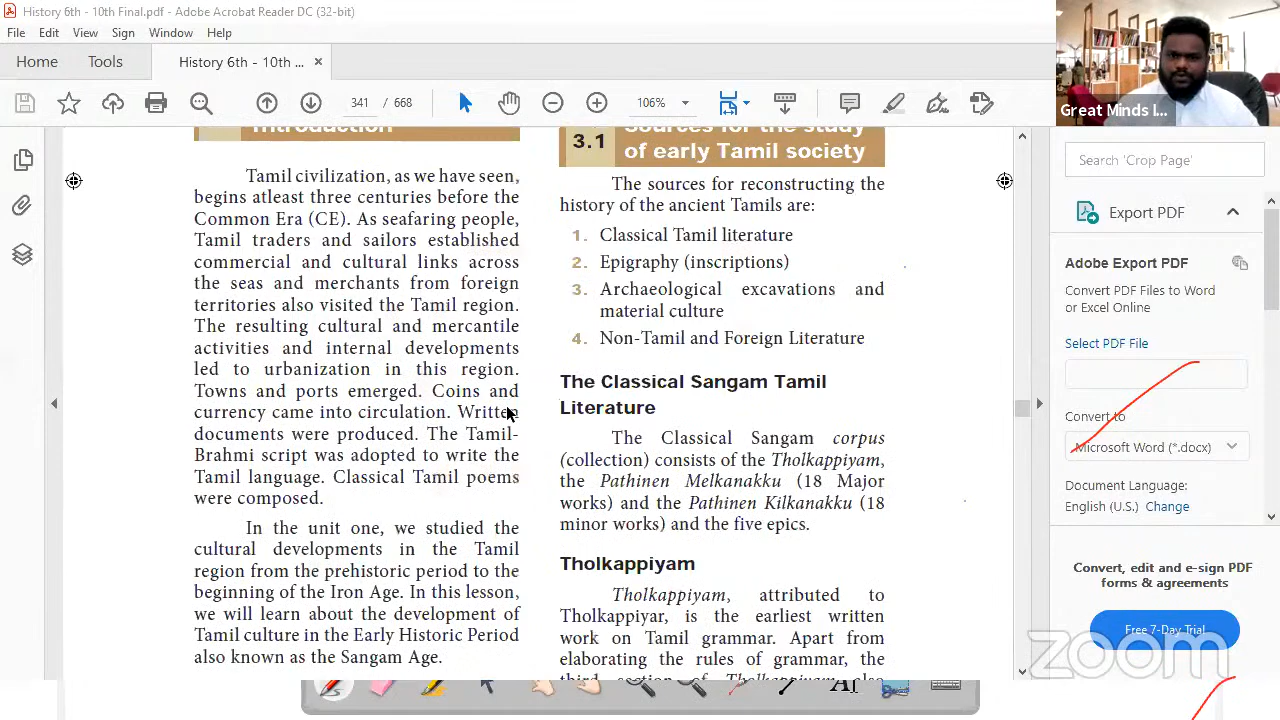 History 6th - 10th Final.pdf - Adobe Acrobat Reader DC (32-bit)
File Edit View Sign Window Help
Home Tools History 6th - 10th ... ×
341 / 668 106%
Great Minds I...
Introduction
Tamil civilization, as we have seen,
begins atleast three centuries before the
Common Era (CE). As seafaring people,
Tamil traders and sailors established
commercial and cultural links across
the seas and merchants from foreign
territories also visited the Tamil region.
The resulting cultural and mercantile
activities and internal developments
led to urbanization in this region.
Towns and ports emerged. Coins and
currency came into circulation. Written
documents were produced. The Tamil-
Brahmi script was adopted to write the
Tamil language. Classical Tamil poems
were composed.
In the unit one, we studied the
cultural developments in the Tamil
region from the prehistoric period to the
beginning of the Iron Age. In this lesson,
we will learn about the development of
Tamil culture in the Early Historic Period
also known as the Sangam Age.
3.1 Sources for the study
of early Tamil society
The sources for reconstructing the
history of the ancient Tamils are:
1. Classical Tamil literature
2. Epigraphy (inscriptions)
3. Archaeological excavations and
material culture
4. Non-Tamil and Foreign Literature
The Classical Sangam Tamil
Literature
The Classical Sangam corpus
(collection) consists of the Tholkappiyam,
the Pathinen Melkanakku (18 Major
works) and the Pathinen Kilkanakku (18
minor works) and the five epics.
Tholkappiyam
Tholkappiyam, attributed to
Tholkappiyar, is the earliest written
work on Tamil grammar. Apart from
elaborating the rules of grammar, the
third section of Tholkappiyam also
Search 'Crop Page'
Export PDF
Adobe Export PDF
Convert PDF Files to Word
or Excel Online
Select PDF File
Convert to
Microsoft Word (*.docx)
Document Language:
English (U.S.) Change
Convert, edit and e-sign PDF
forms & agreements
Free 7-Day Trial
zoom